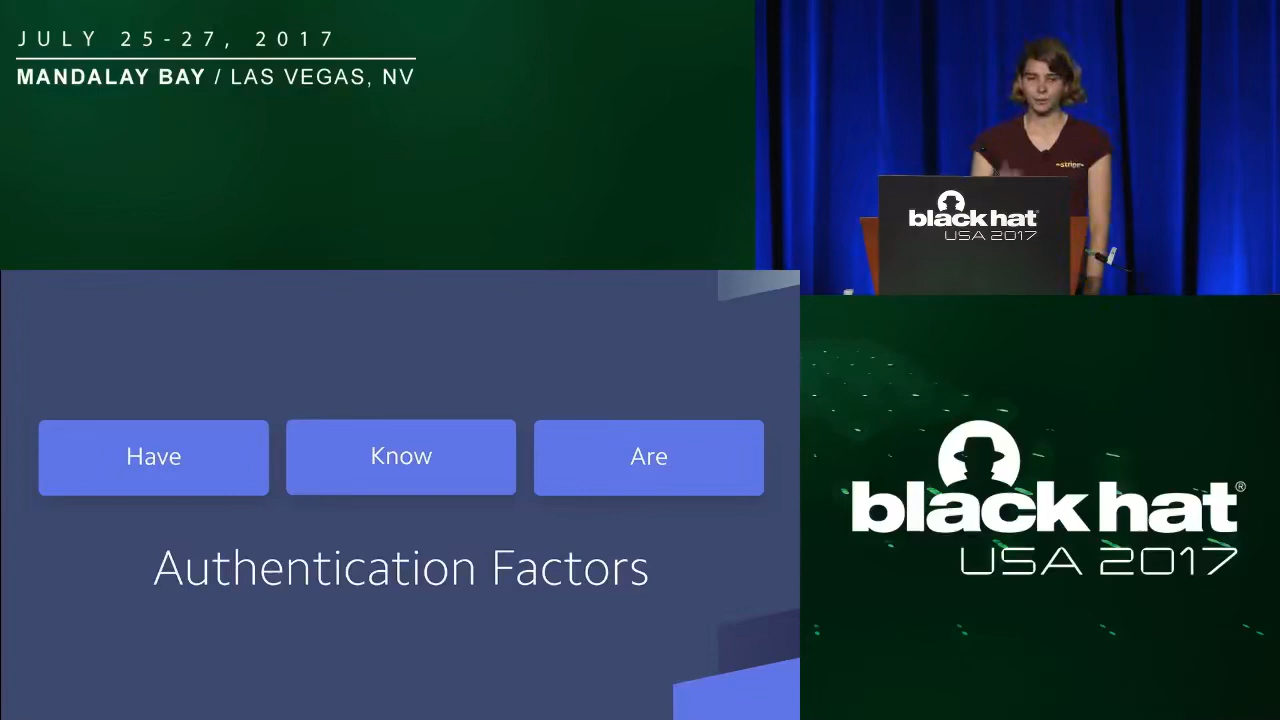 JULY 25-27, 2017
MANDALAY BAY / LAS VEGAS, NV
stripe
black hat®
USA 2017
Have
Know
Are
Authentication Factors
black hat®
USA 2017